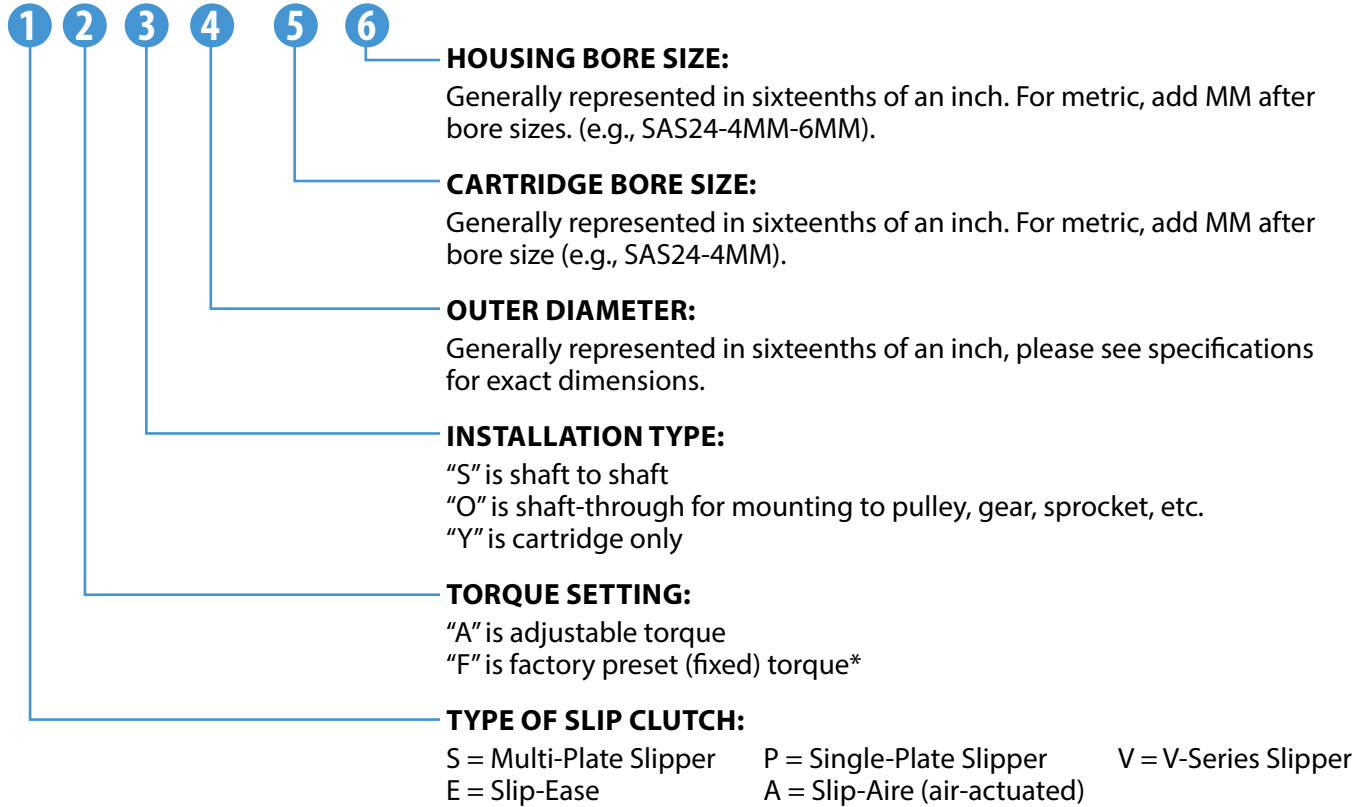 1 2 3 4 5 6
HOUSING BORE SIZE:
Generally represented in sixteenths of an inch. For metric, add MM after
bore sizes. (e.g., SAS24-4MM-6MM).
CARTRIDGE BORE SIZE:
Generally represented in sixteenths of an inch. For metric, add MM after
bore size (e.g., SAS24-4MM).
OUTER DIAMETER:
Generally represented in sixteenths of an inch, please see specifications
for exact dimensions.
INSTALLATION TYPE:
“S” is shaft to shaft
“O” is shaft-through for mounting to pulley, gear, sprocket, etc.
“Y” is cartridge only
TORQUE SETTING:
“A” is adjustable torque
“F” is factory preset (fixed) torque*
TYPE OF SLIP CLUTCH:
S = Multi-Plate Slipper P = Single-Plate Slipper V = V-Series Slipper
E = Slip-Ease A = Slip-Aire (air-actuated)